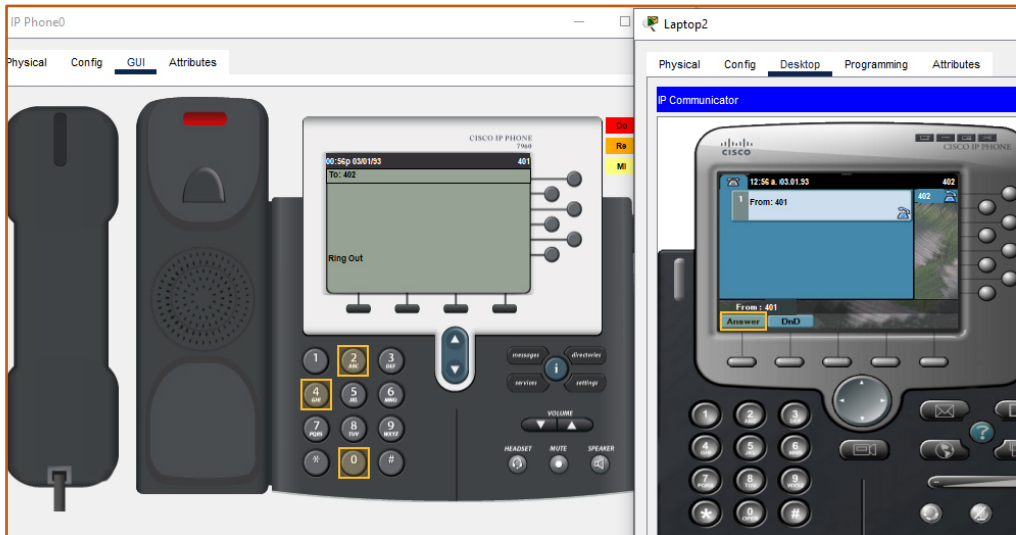 IP Phone0
Physical Config GUI Attributes
CISCO IP PHONE
7960
00:56p 03/01/93 401
To: 402
Ring Out
Do
Re
Mi
1 2 ABC 3 DEF
4 GHI 5 JKL 6 MNO
7 PQRS 8 TUV 9 WXYZ
* 0 #
messages directories
i
services settings
VOLUME
HEADSET MUTE SPEAKER
Laptop2
Physical Config Desktop Programming Attributes
IP Communicator
CISCO
CISCO IP PHONE
12:56 a. 03.01.93 402
1 From: 401
402
From : 401
Answer DnD
1 2 3
4 5 6
7 8 9
* 0 OPER #
?